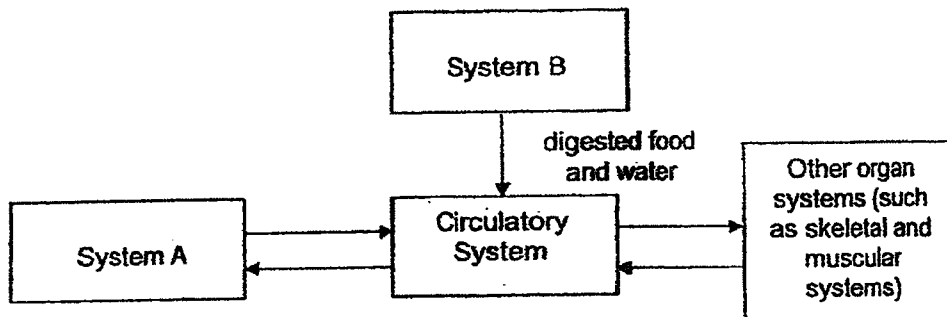 System B
digested food
and water
System A
Circulatory
System
Other organ
systems (such
as skeletal and
muscular
systems)